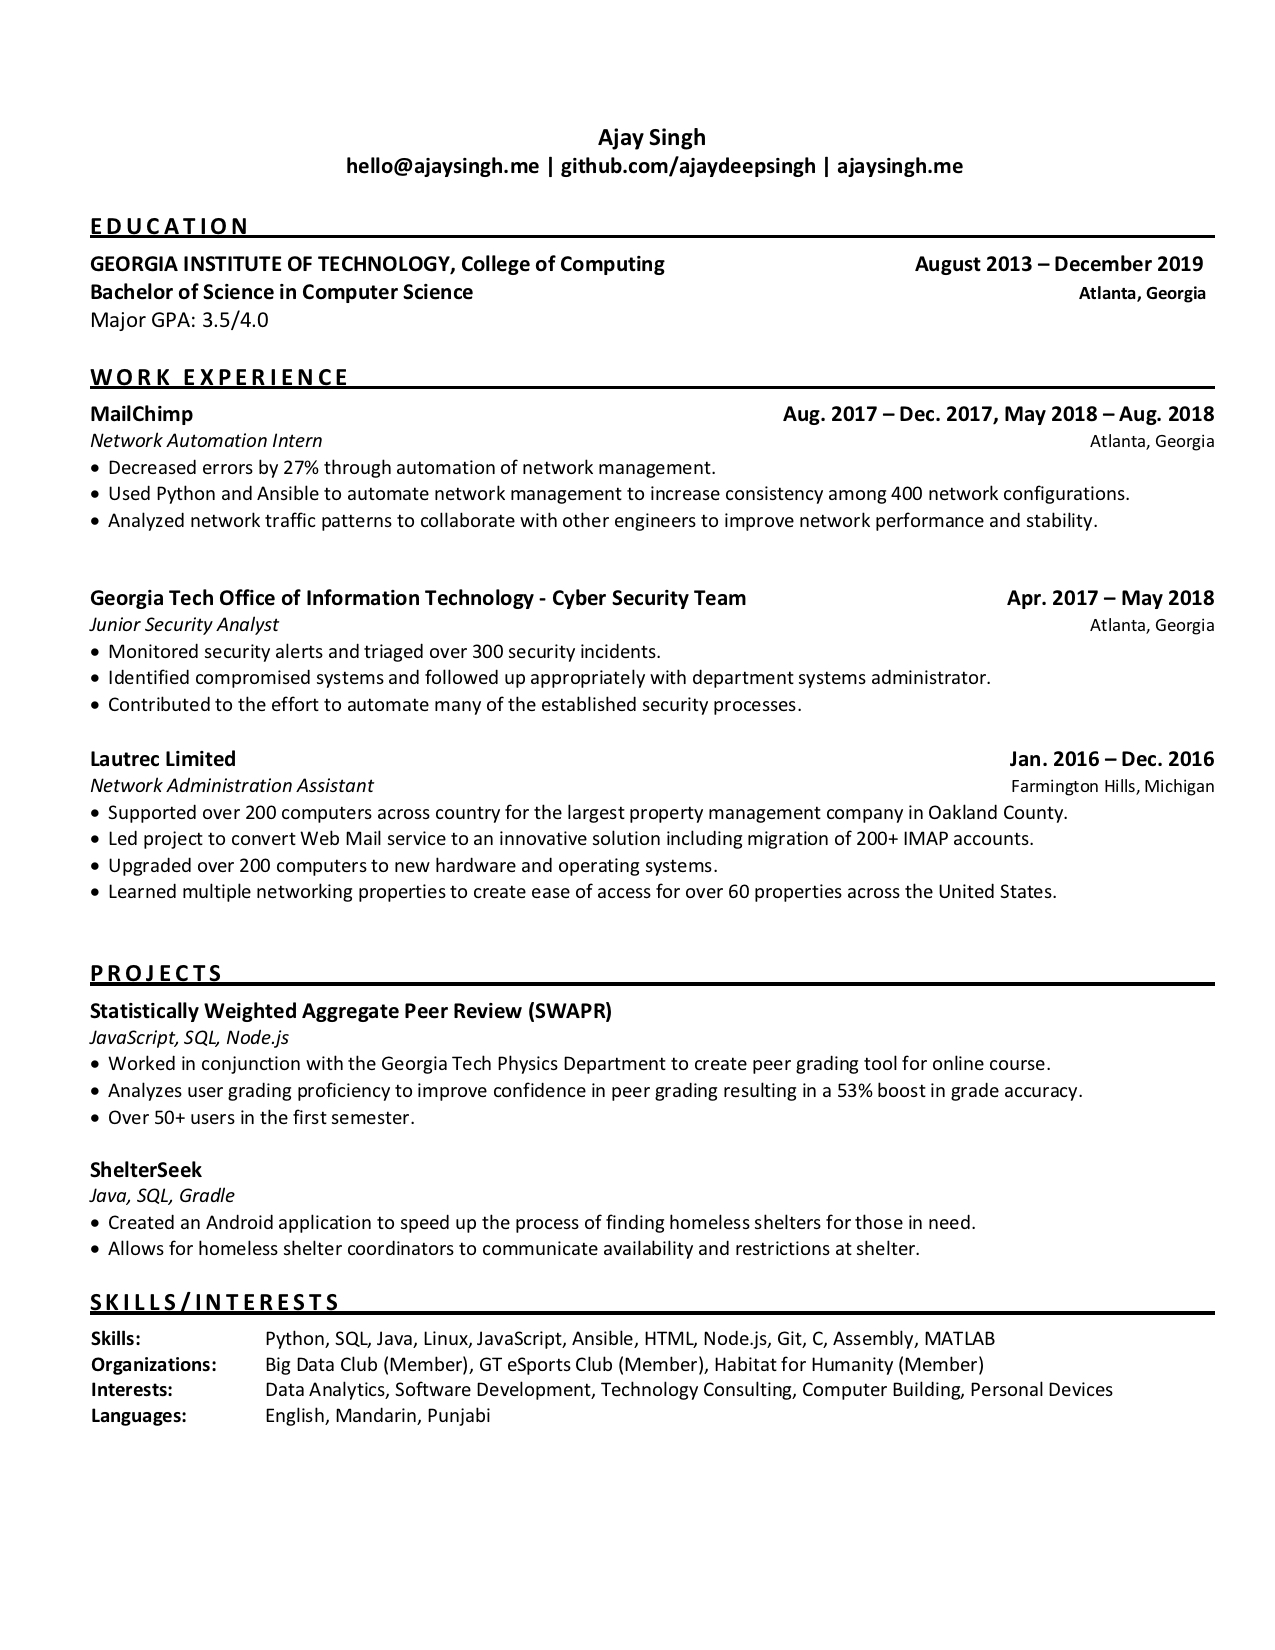 Ajay Singh
hello@ajaysingh.me | github.com/ajaydeepsingh | ajaysingh.me
EDUCATION
GEORGIA INSTITUTE OF TECHNOLOGY, College of Computing August 2013 – December 2019
Bachelor of Science in Computer Science Atlanta, Georgia
Major GPA: 3.5/4.0
WORK EXPERIENCE
MailChimp Aug. 2017 – Dec. 2017, May 2018 – Aug. 2018
Network Automation Intern Atlanta, Georgia
• Decreased errors by 27% through automation of network management.
• Used Python and Ansible to automate network management to increase consistency among 400 network configurations.
• Analyzed network traffic patterns to collaborate with other engineers to improve network performance and stability.
Georgia Tech Office of Information Technology - Cyber Security Team Apr. 2017 – May 2018
Junior Security Analyst Atlanta, Georgia
• Monitored security alerts and triaged over 300 security incidents.
• Identified compromised systems and followed up appropriately with department systems administrator.
• Contributed to the effort to automate many of the established security processes.
Lautrec Limited Jan. 2016 – Dec. 2016
Network Administration Assistant Farmington Hills, Michigan
• Supported over 200 computers across country for the largest property management company in Oakland County.
• Led project to convert Web Mail service to an innovative solution including migration of 200+ IMAP accounts.
• Upgraded over 200 computers to new hardware and operating systems.
• Learned multiple networking properties to create ease of access for over 60 properties across the United States.
PROJECTS
Statistically Weighted Aggregate Peer Review (SWAPR)
JavaScript, SQL, Node.js
• Worked in conjunction with the Georgia Tech Physics Department to create peer grading tool for online course.
• Analyzes user grading proficiency to improve confidence in peer grading resulting in a 53% boost in grade accuracy.
• Over 50+ users in the first semester.
ShelterSeek
Java, SQL, Gradle
• Created an Android application to speed up the process of finding homeless shelters for those in need.
• Allows for homeless shelter coordinators to communicate availability and restrictions at shelter.
SKILLS/INTERESTS
Skills: Python, SQL, Java, Linux, JavaScript, Ansible, HTML, Node.js, Git, C, Assembly, MATLAB
Organizations: Big Data Club (Member), GT eSports Club (Member), Habitat for Humanity (Member)
Interests: Data Analytics, Software Development, Technology Consulting, Computer Building, Personal Devices
Languages: English, Mandarin, Punjabi